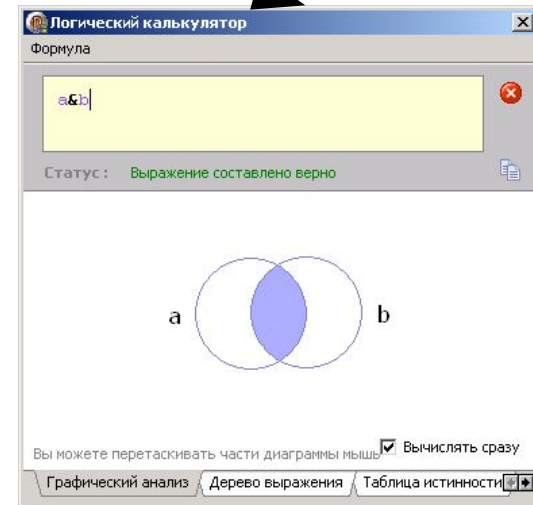 Логический калькулятор
Формула
a&b
Статус: Выражение составлено верно
a b
Вы можете перетаскивать части диаграммы мышь
Вычислять сразу
Графический анализ Дерево выражения Таблица истинности